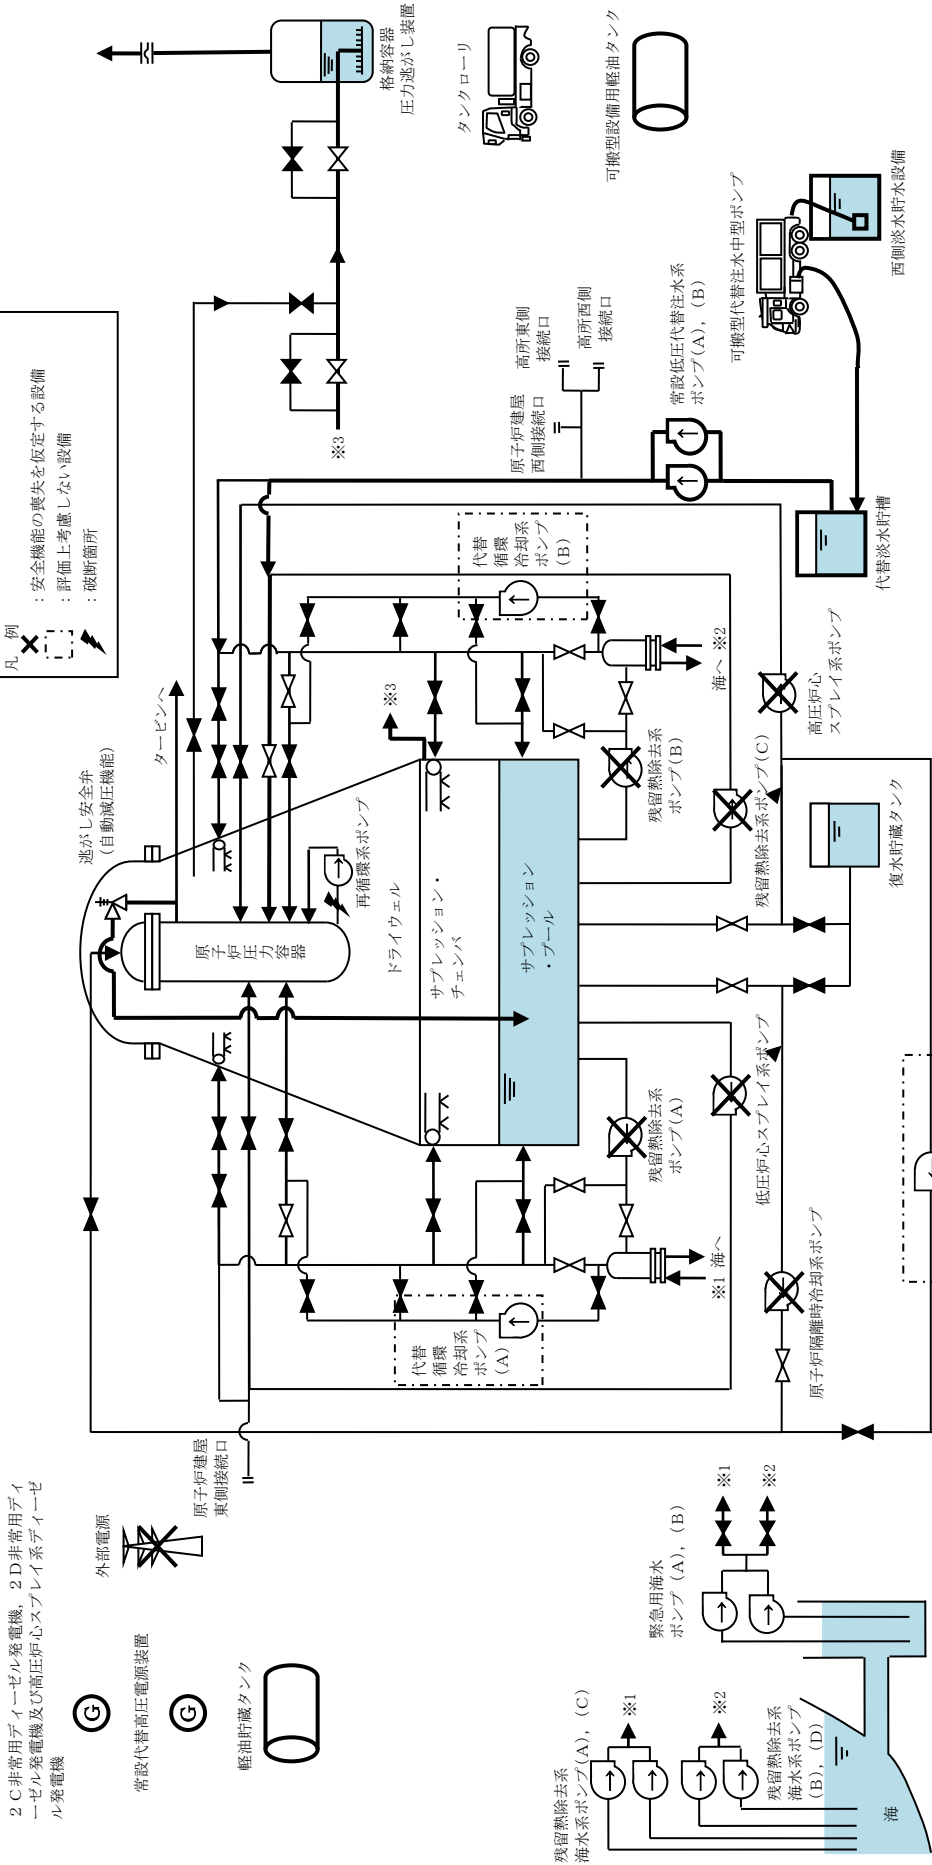 2C非常用ディーゼル発電機,2D非常用ディ
ーゼル発電機及び高圧炉心スプレイ系ディーゼ
ル発電機
G
常設代替高圧電源装置
G
軽油貯蔵タンク
外部電源
凡 例
:安全機能の喪失を仮定する設備
:評価上考慮しない設備
:破断箇所
原子炉建屋
東側接続口
逃がし安全弁
(自動減圧機能)
タービンへ
原
子
炉
圧
力
容
器
再循環系ポンプ
ドライウェル
サプレッション・
チェンバ
サプレッション
・プール
※3
※3
格納容器
圧力逃がし装置
タンクローリ
可搬型設備用軽油タンク
可搬型代替注水中型ポンプ
西側淡水貯水設備
代替淡水貯槽
常設低圧代替注水系
ポンプ(A),(B)
高所東側
接続口
高所西側
接続口
原子炉建屋
西側接続口
代替
循環
冷却系
ポンプ
(B)
代替
循環
冷却系
ポンプ
(A)
海へ ※2
※1 海へ
残留熱除去系
ポンプ(B)
残留熱除去系
ポンプ(A)
残留熱除去系ポンプ(C)
高圧炉心
スプレイ系ポンプ
低圧炉心スプレイ系ポンプ
復水貯蔵タンク
原子炉隔離時冷却系ポンプ
緊急用海水
ポンプ(A),(B)
※1
※2
残留熱除去系
海水系ポンプ(A),(C)
※1
※2
残留熱除去系
海水系ポンプ
(B),(D)
海